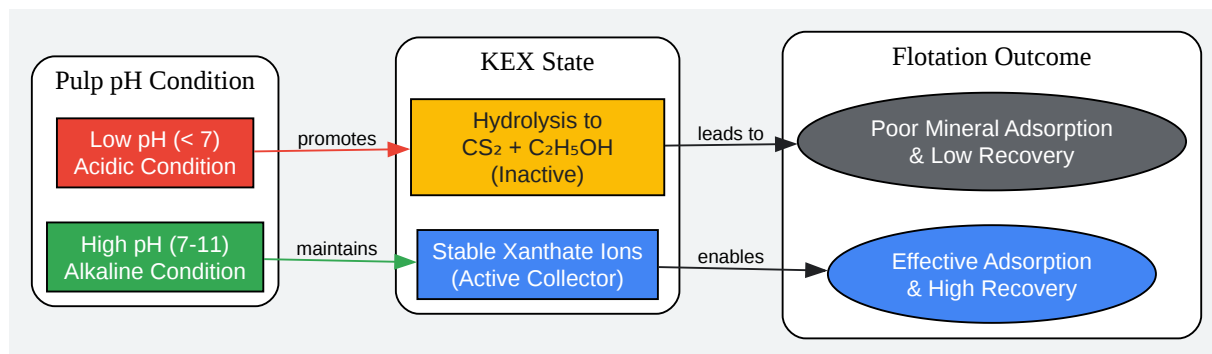 Pulp pH Condition
Low pH (< 7)
Acidic Condition
High pH (7-11)
Alkaline Condition
promotes
maintains
KEX State
Hydrolysis to
CS₂ + C₂H₅OH
(Inactive)
Stable Xanthate Ions
(Active Collector)
leads to
enables
Flotation Outcome
Poor Mineral Adsorption
& Low Recovery
Effective Adsorption
& High Recovery